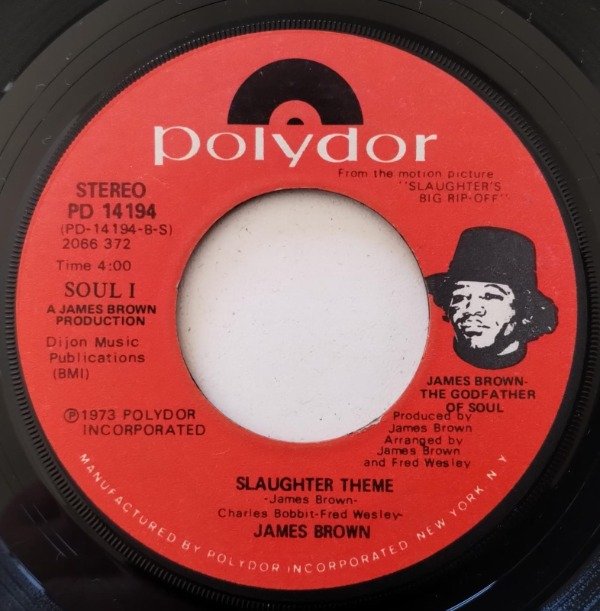 polydor
From the motion picture
"SLAUGHTER'S
BIG RIP-OFF"
STEREO
PD 14194
(PD-14194-B-S)
2066 372
Time 4:00
SOUL I
A JAMES BROWN
PRODUCTION
Dijon Music
Publications
(BMI)
℗1973 POLYDOR
INCORPORATED
JAMES BROWN-
THE GODFATHER
OF SOUL
Produced by
James Brown
Arranged by
James Brown
and Fred Wesley
SLAUGHTER THEME
-James Brown-
Charles Bobbit-Fred Wesley-
JAMES BROWN
MANUFACTURED BY POLYDOR INCORPORATED NEW YORK N Y